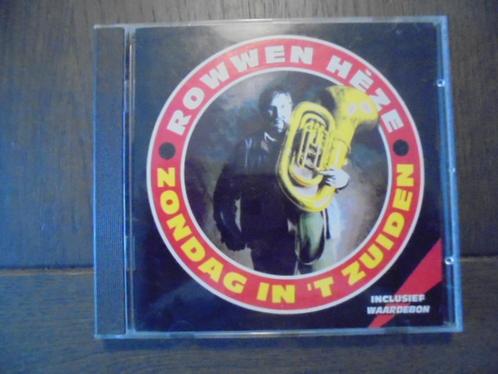 ROWWEN HÈZE
ZONDAG IN 'T ZUIDEN
INCLUSIEF
WAARDEBON